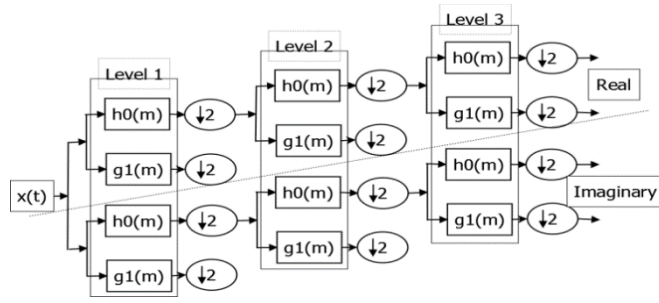 Level 3
Level 2
h0(m) ↓2
Real
Level 1
h0(m) ↓2
h0(m) ↓2
g1(m) ↓2
g1(m) ↓2
g1(m) ↓2
h0(m) ↓2
x(t)
h0(m) ↓2
Imaginary
h0(m) ↓2
g1(m) ↓2
g1(m) ↓2
g1(m) ↓2